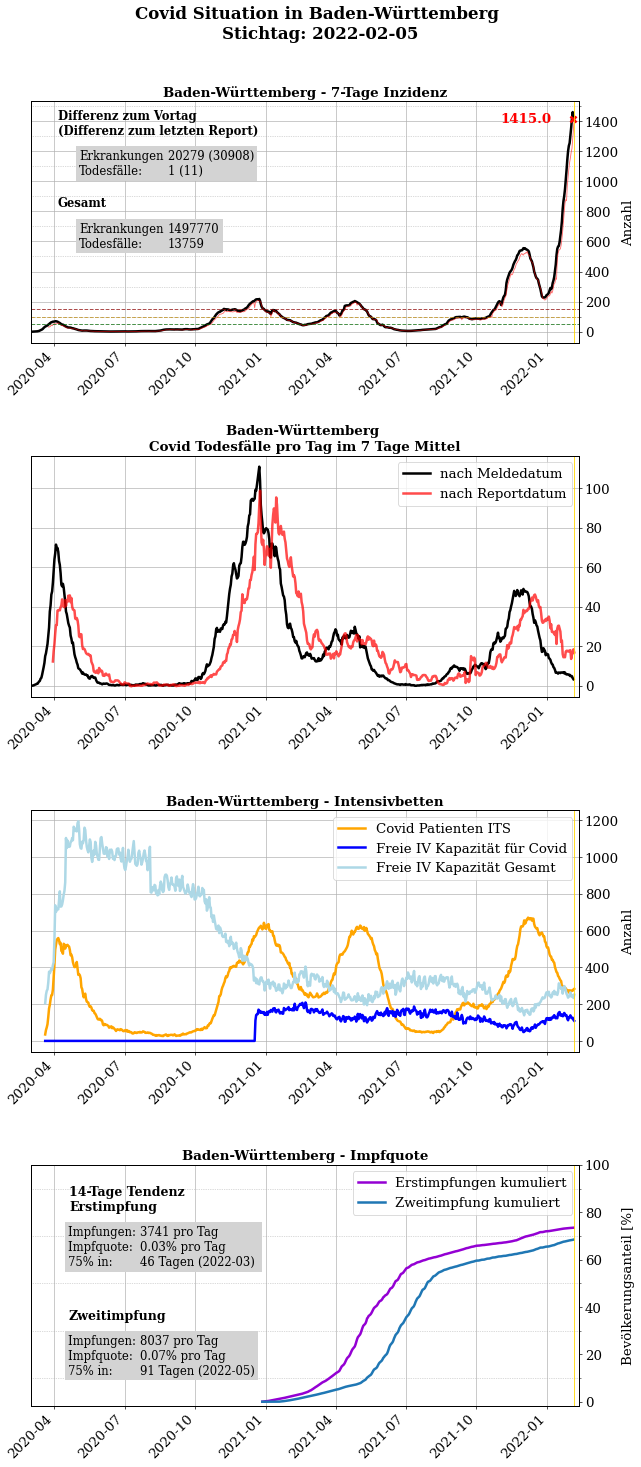 Covid Situation in Baden-Württemberg
Stichtag: 2022-02-05
Baden-Württemberg - 7-Tage Inzidenz
Differenz zum Vortag
(Differenz zum letzten Report)
Erkrankungen 20279 (30908)
Todesfälle: 1 (11)
Gesamt
Erkrankungen 1497770
Todesfälle: 13759
1415.0
1400
1200
1000
800
600
400
200
0
Anzahl
2020-04
2020-07
2020-10
2021-01
2021-04
2021-07
2021-10
2022-01
Baden-Württemberg
Covid Todesfälle pro Tag im 7 Tage Mittel
nach Meldedatum
nach Reportdatum
100
80
60
40
20
0
2020-04
2020-07
2020-10
2021-01
2021-04
2021-07
2021-10
2022-01
Baden-Württemberg - Intensivbetten
Covid Patienten ITS
Freie IV Kapazität für Covid
Freie IV Kapazität Gesamt
1200
1000
800
600
400
200
0
Anzahl
2020-04
2020-07
2020-10
2021-01
2021-04
2021-07
2021-10
2022-01
Baden-Württemberg - Impfquote
14-Tage Tendenz
Erstimpfung
Impfungen: 3741 pro Tag
Impfquote: 0.03% pro Tag
75% in: 46 Tagen (2022-03)
Zweitimpfung
Impfungen: 8037 pro Tag
Impfquote: 0.07% pro Tag
75% in: 91 Tagen (2022-05)
Erstimpfungen kumuliert
Zweitimpfung kumuliert
100
80
60
40
20
0
Bevölkerungsanteil [%]
2020-04
2020-07
2020-10
2021-01
2021-04
2021-07
2021-10
2022-01